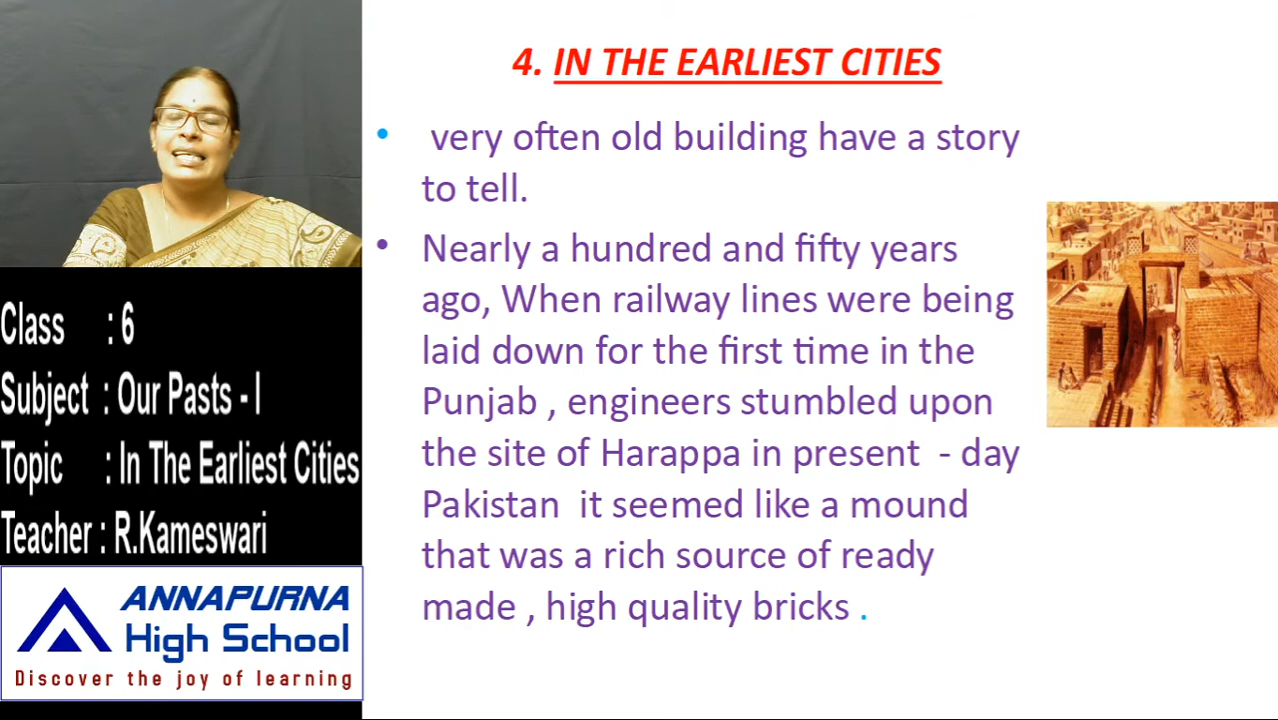 4. IN THE EARLIEST CITIES
• very often old building have a story
to tell.
• Nearly a hundred and fifty years
ago, When railway lines were being
laid down for the first time in the
Punjab , engineers stumbled upon
the site of Harappa in present - day
Pakistan it seemed like a mound
that was a rich source of ready
made , high quality bricks .
Class : 6
Subject : Our Pasts - I
Topic : In The Earliest Cities
Teacher : R.Kameswari
ANNAPURNA
High School
Discover the joy of learning